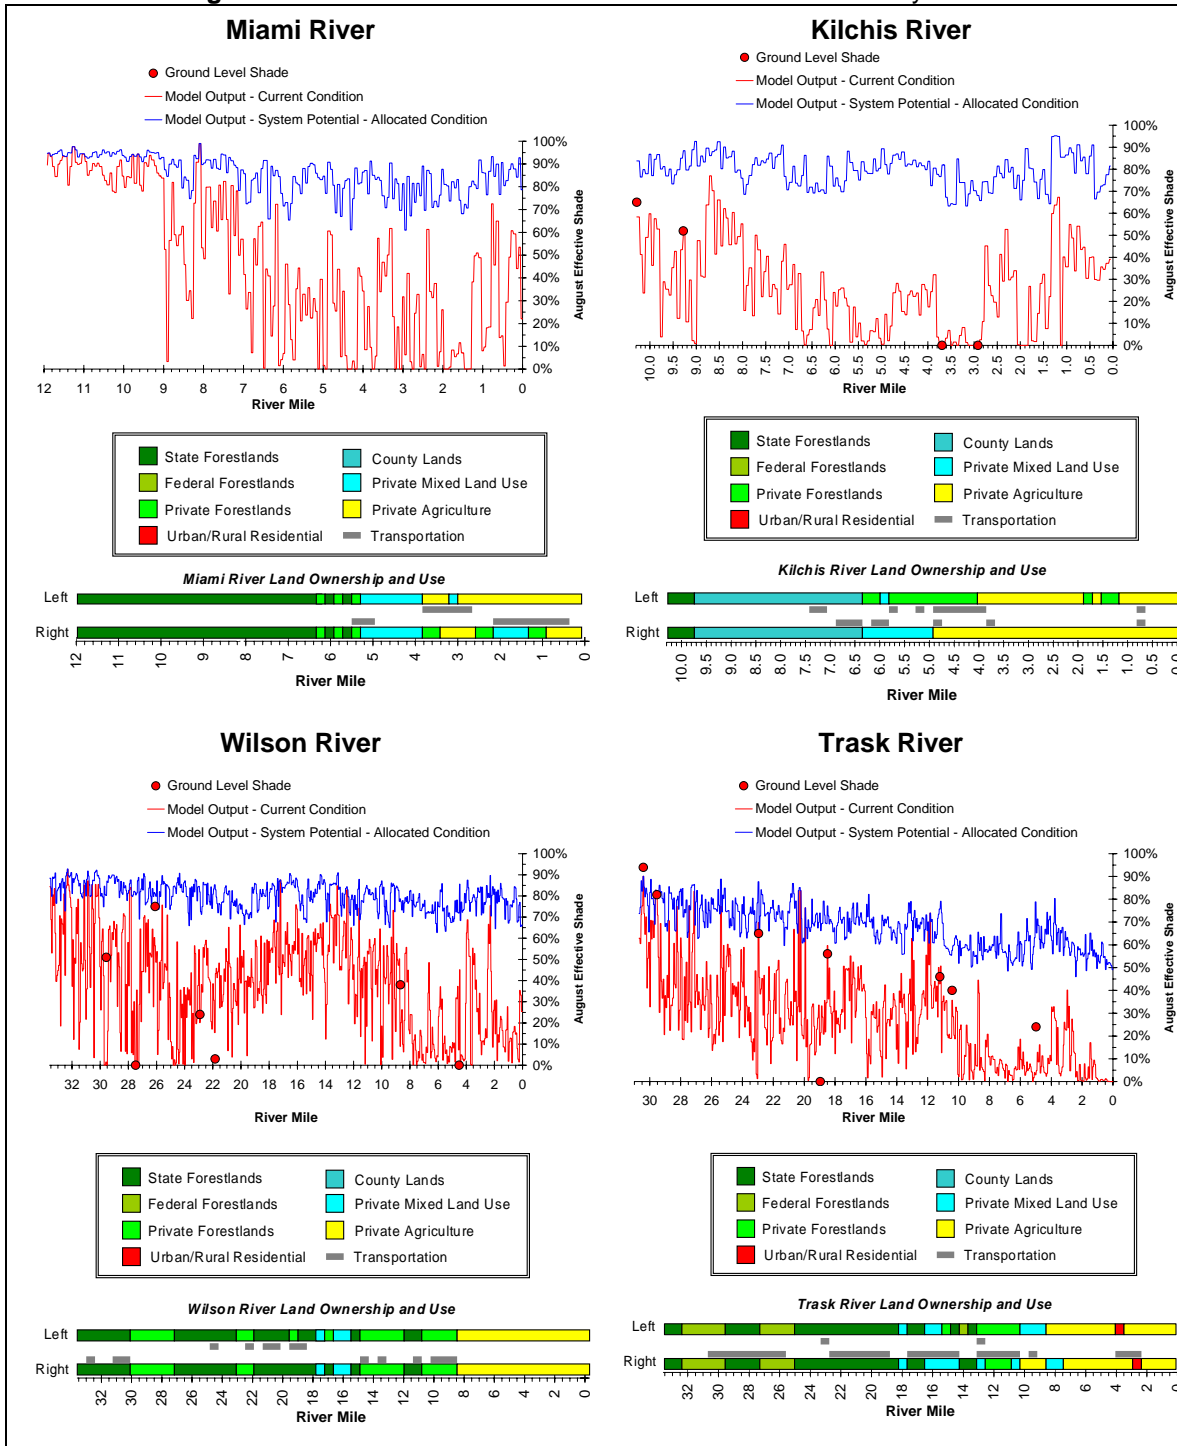 Miami River
Ground Level Shade
Model Output - Current Condition
Model Output - System Potential - Allocated Condition
100%
90%
80%
70%
60%
50%
40%
30%
20%
10%
0%
August Effective Shade
12 11 10 9 8 7 6 5 4 3 2 1 0
River Mile
State Forestlands
County Lands
Federal Forestlands
Private Mixed Land Use
Private Forestlands
Private Agriculture
Urban/Rural Residential
Transportation
Miami River Land Ownership and Use
Left
Right
12 11 10 9 8 7 6 5 4 3 2 1 0
River Mile
Kilchis River
Ground Level Shade
Model Output - Current Condition
Model Output - System Potential - Allocated Condition
100%
90%
80%
70%
60%
50%
40%
30%
20%
10%
0%
August Effective Shade
10.0 9.5 9.0 8.5 8.0 7.5 7.0 6.5 6.0 5.5 5.0 4.5 4.0 3.5 3.0 2.5 2.0 1.5 1.0 0.5 0.0
River Mile
State Forestlands
County Lands
Federal Forestlands
Private Mixed Land Use
Private Forestlands
Private Agriculture
Urban/Rural Residential
Transportation
Kilchis River Land Ownership and Use
Left
Right
10.0 9.5 9.0 8.5 8.0 7.5 7.0 6.5 6.0 5.5 5.0 4.5 4.0 3.5 3.0 2.5 2.0 1.5 1.0 0.5
River Mile
Wilson River
Ground Level Shade
Model Output - Current Condition
Model Output - System Potential - Allocated Condition
100%
90%
80%
70%
60%
50%
40%
30%
20%
10%
0%
August Effective Shade
32 30 28 26 24 22 20 18 16 14 12 10 8 6 4 2 0
River Mile
State Forestlands
County Lands
Federal Forestlands
Private Mixed Land Use
Private Forestlands
Private Agriculture
Urban/Rural Residential
Transportation
Wilson River Land Ownership and Use
Left
Right
32 30 28 26 24 22 20 18 16 14 12 10 8 6 4 2 0
River Mile
Trask River
Ground Level Shade
Model Output - Current Condition
Model Output - System Potential - Allocated Condition
100%
90%
80%
70%
60%
50%
40%
30%
20%
10%
0%
August Effective Shade
30 28 26 24 22 20 18 16 14 12 10 8 6 4 2 0
River Mile
State Forestlands
County Lands
Federal Forestlands
Private Mixed Land Use
Private Forestlands
Private Agriculture
Urban/Rural Residential
Transportation
Trask River Land Ownership and Use
Left
Right
32 30 28 26 24 22 20 18 16 14 12 10 8 6 4 2 0
River Mile